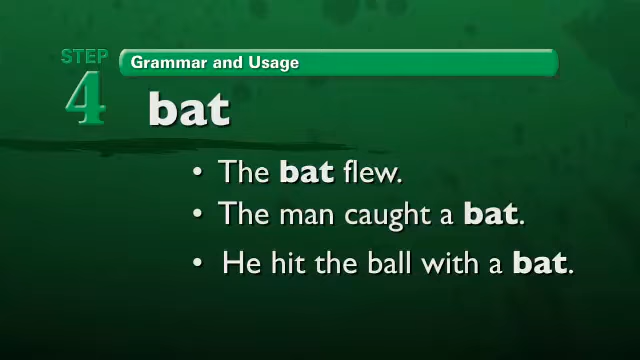 STEP
4
Grammar and Usage
bat
• The bat flew.
• The man caught a bat.
• He hit the ball with a bat.